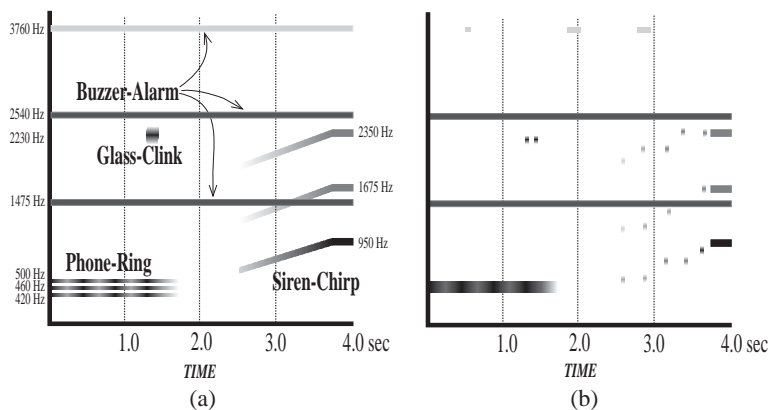 3760 Hz
Buzzer-Alarm
2540 Hz
2230 Hz
2350 Hz
Glass-Clink
1675 Hz
1475 Hz
950 Hz
Phone-Ring
500 Hz
460 Hz
420 Hz
Siren-Chirp
1.0 2.0 3.0 4.0 sec
TIME
(a)
1.0 2.0 3.0 4.0 sec
TIME
(b)